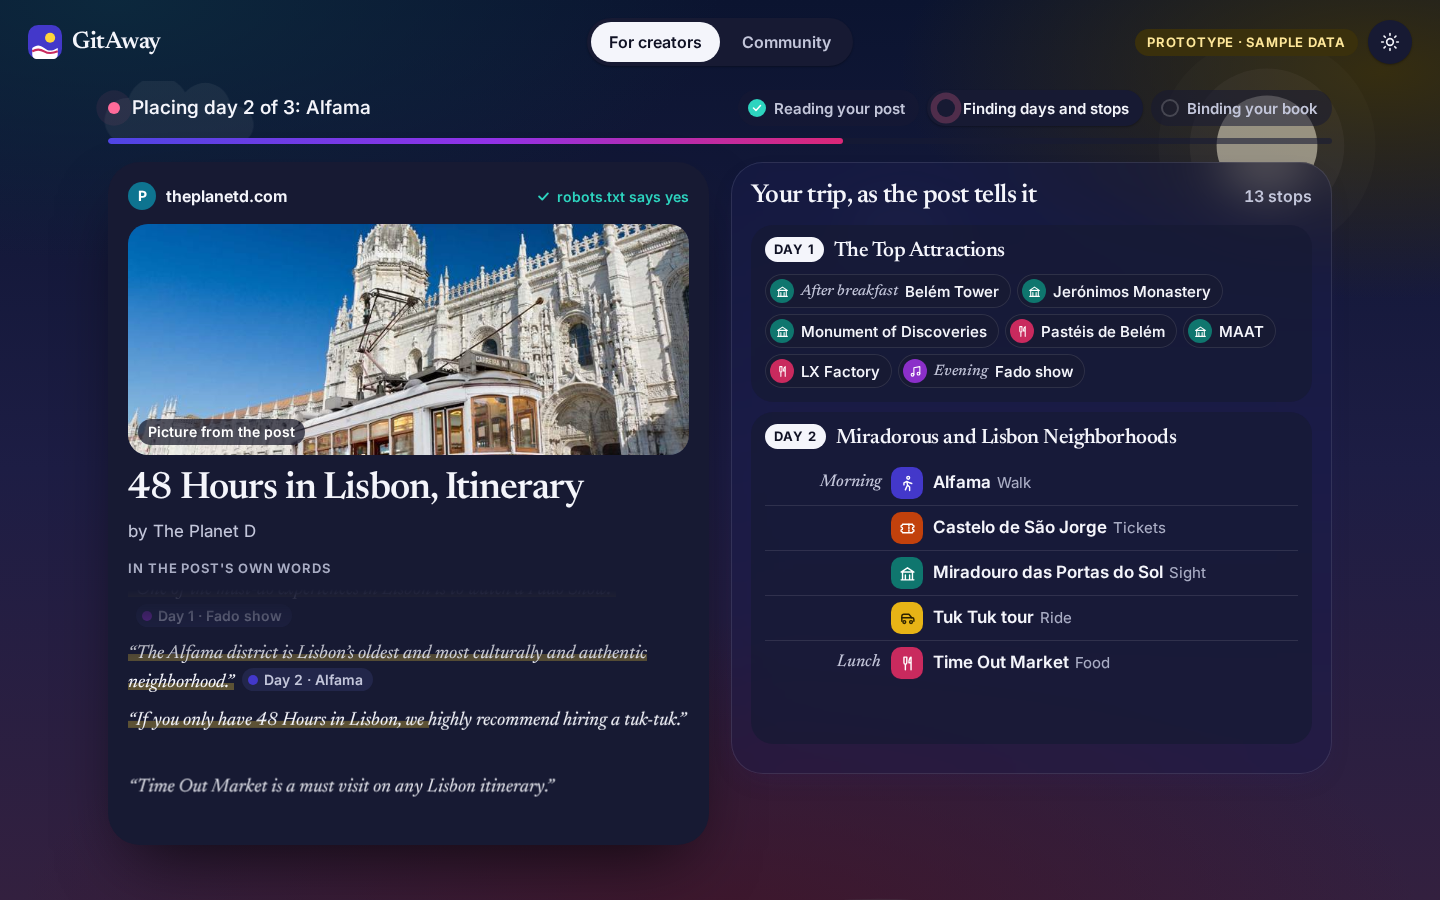 GitAway
For creators
Community
PROTOTYPE · SAMPLE DATA
Placing day 2 of 3: Alfama
Reading your post
Finding days and stops
Binding your book
P
theplanetd.com
robots.txt says yes
CARREIRA
Picture from the post
48 Hours in Lisbon, Itinerary
by The Planet D
IN THE POST'S OWN WORDS
Day 1 · Fado show
“The Alfama district is Lisbon’s oldest and most culturally and authentic
neighborhood.”
Day 2 · Alfama
“If you only have 48 Hours in Lisbon, we highly recommend hiring a tuk-tuk.”
“Time Out Market is a must visit on any Lisbon itinerary.”
Your trip, as the post tells it
13 stops
DAY 1
The Top Attractions
After breakfast Belém Tower
Jerónimos Monastery
Monument of Discoveries
Pastéis de Belém
MAAT
LX Factory
Evening Fado show
DAY 2
Miradorous and Lisbon Neighborhoods
Morning
Alfama Walk
Castelo de São Jorge Tickets
Miradouro das Portas do Sol Sight
Tuk Tuk tour Ride
Lunch
Time Out Market Food